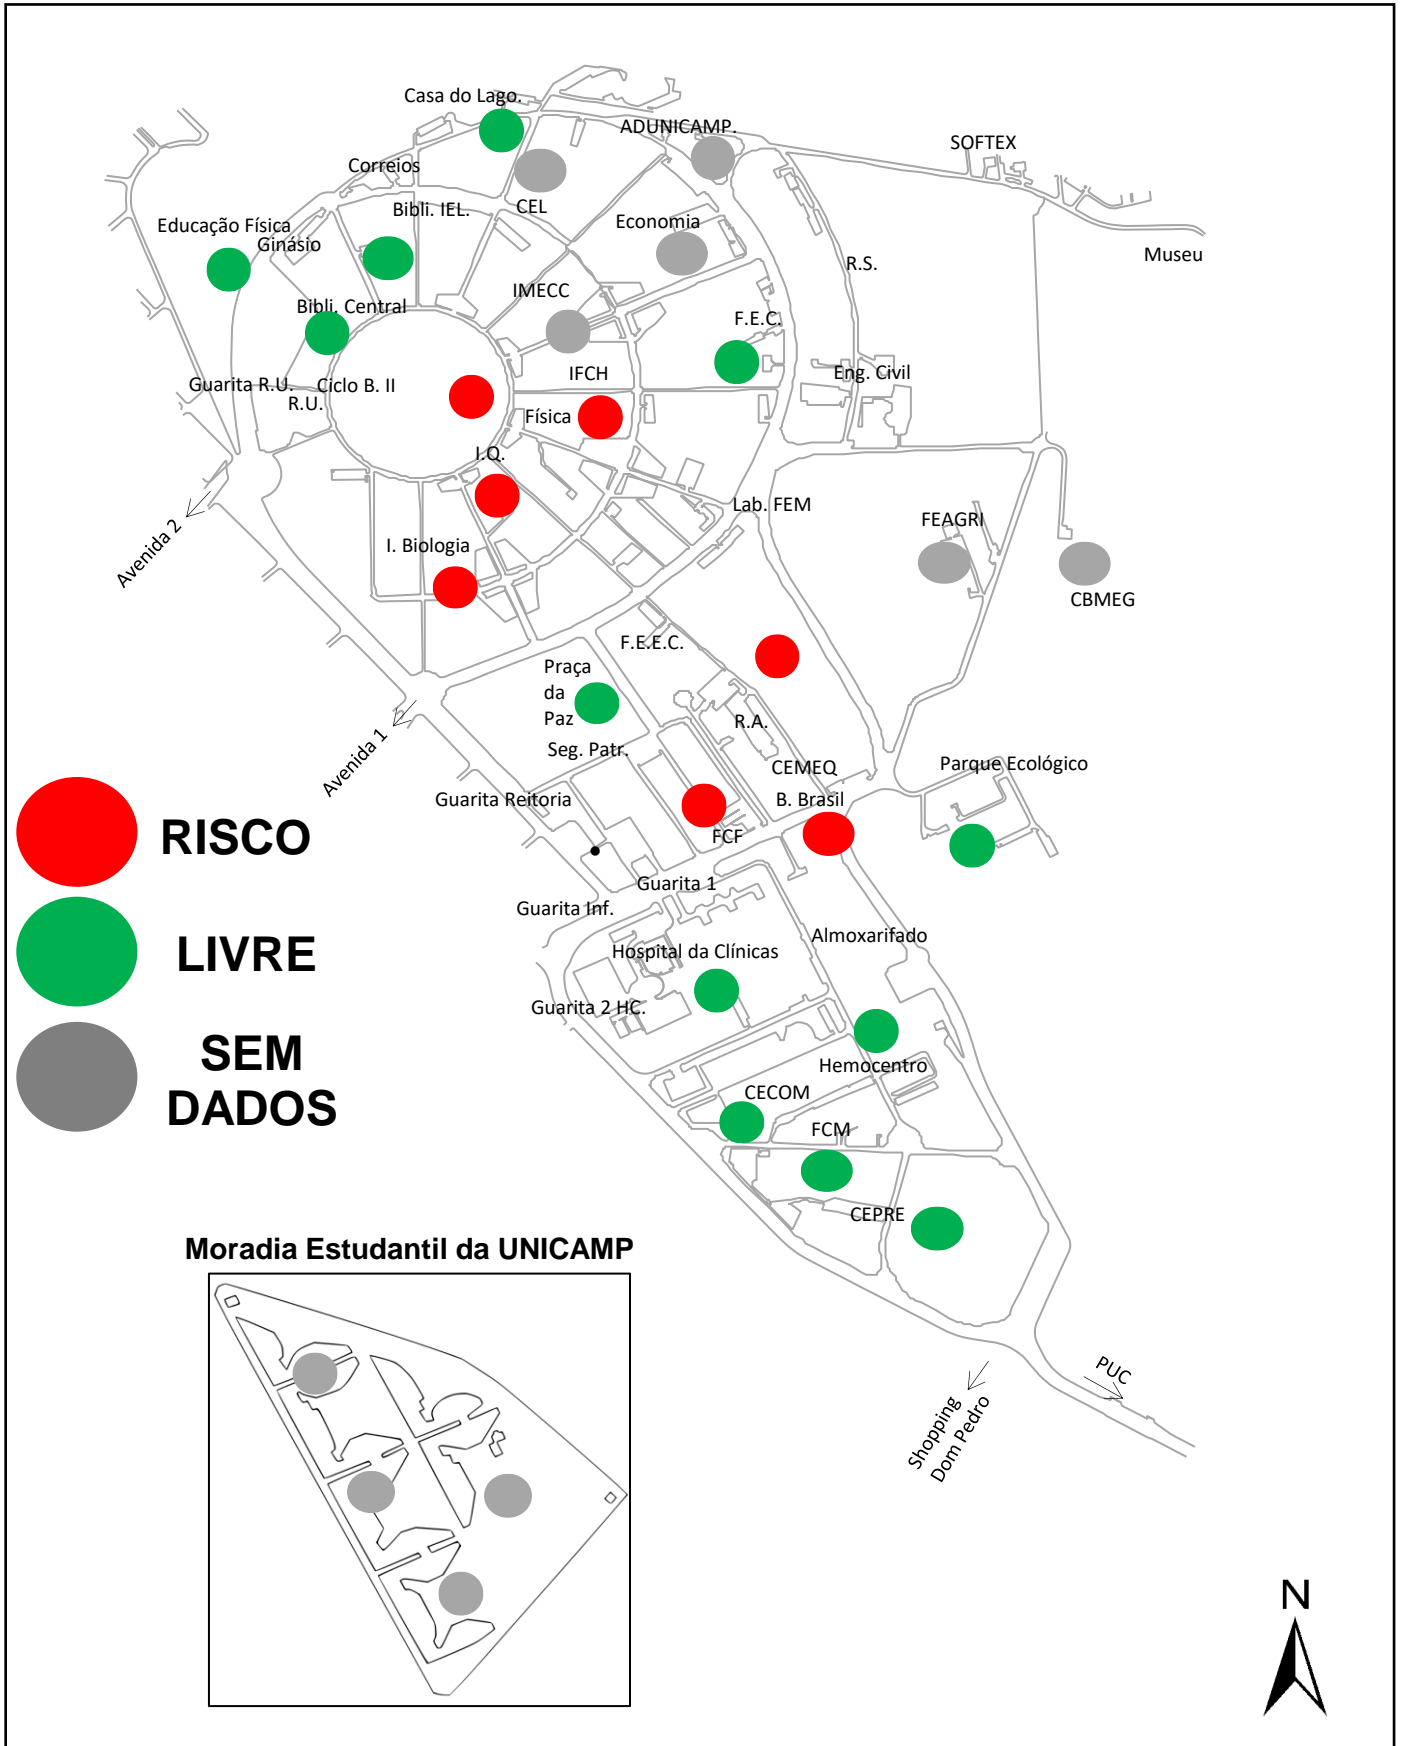 Casa do Lago.
ADUNICAMP.
SOFTEX
Correios
Bibli. IEL.
CEL
Economia
Educação Física
Ginásio
Museu
R.S.
IMECC
Bibli. Central
F.E.C.
IFCH
Eng. Civil
Guarita R.U.
Ciclo B. II
R.U.
Física
I.Q.
Lab. FEM
FEAGRI
Avenida 2
I. Biologia
CBMEG
F.E.E.C.
Praça
da
Paz
R.A.
Seg. Patr.
Avenida 1
CEMEQ
Parque Ecológico
Guarita Reitoria
B. Brasil
FCF
RISCO
Guarita 1
Guarita Inf.
LIVRE
Almoxarifado
Hospital da Clínicas
Guarita 2 HC.
SEM
DADOS
Hemocentro
CECOM
FCM
CEPRE
Moradia Estudantil da UNICAMP
PUC
Shopping
Dom Pedro
N